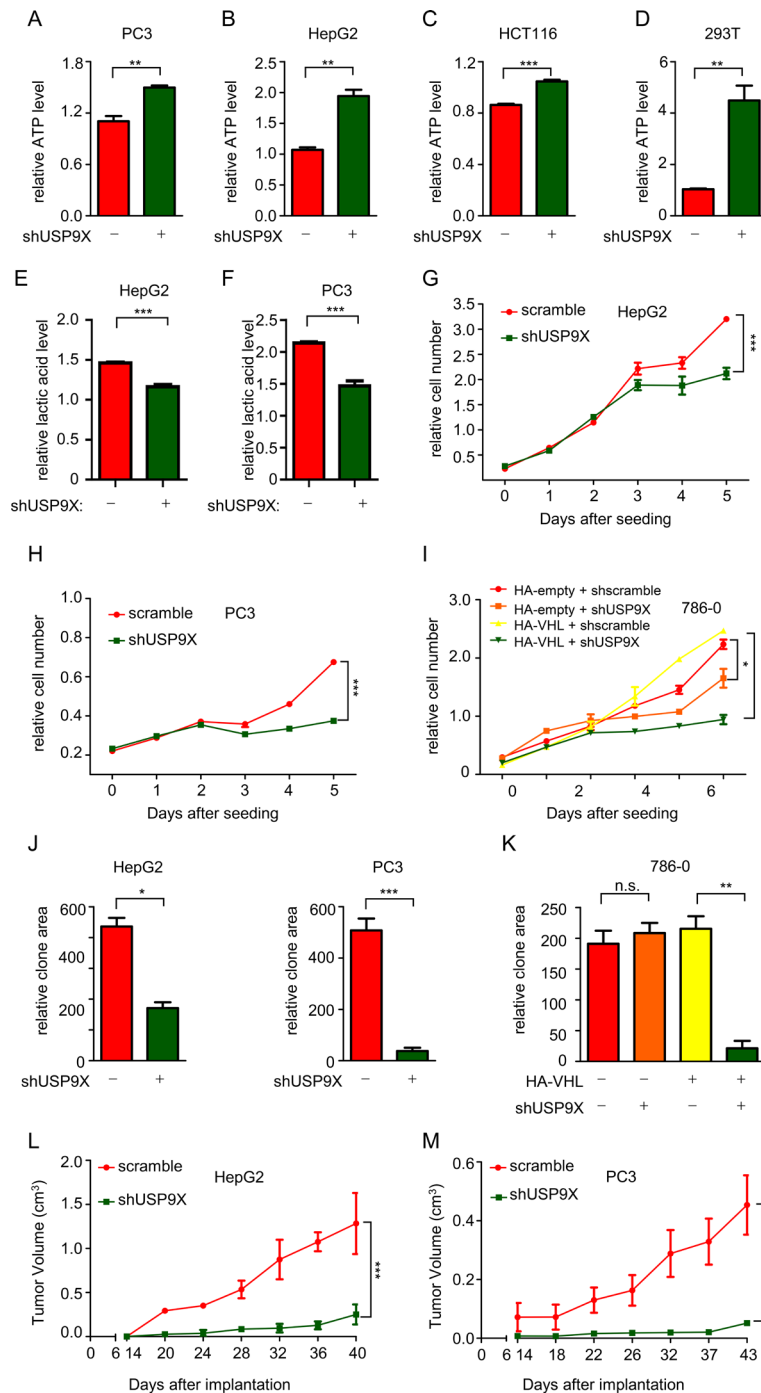 A
PC3
relative ATP level
1.8
1.2
0.6
0.0
**
shUSP9X
–
+
B
HepG2
relative ATP level
2.5
2.0
1.5
1.0
0.5
0.0
**
shUSP9X
–
+
C
HCT116
relative ATP level
1.2
0.8
0.4
0.0
***
shUSP9X
–
+
D
293T
relative ATP level
6
4
2
0
**
shUSP9X
–
+
E
HepG2
relative lactic acid level
2.0
1.5
1.0
0.5
0
***
shUSP9X:
–
+
F
PC3
relative lactic acid level
2.5
2.0
1.5
1.0
0.5
0
***
shUSP9X:
–
+
G
HepG2
scramble
shUSP9X
relative cell number
3.5
3.0
2.5
2.0
1.5
1.0
0.5
***
0 1 2 3 4 5
Days after seeding
H
PC3
scramble
shUSP9X
relative cell number
1.0
0.8
0.6
0.4
0.2
***
0 1 2 3 4 5
Days after seeding
I
HA-empty + shscramble
HA-empty + shUSP9X
HA-VHL + shscramble
HA-VHL + shUSP9X
786-0
relative cell number
3.0
2.0
1.0
0
*
0 2 4 6
Days after seeding
J
HepG2
relative clone area
600
400
200
0
*
shUSP9X
–
+
PC3
relative clone area
600
400
200
0
***
shUSP9X
–
+
K
786-0
relative clone area
200
150
100
50
0
n.s.
**
HA-VHL – – + +
shUSP9X – + – +
L
HepG2
scramble
shUSP9X
Tumor Volume (cm³)
2.0
1.5
1.0
0.5
0.0
***
0 6 14 20 24 28 32 36 40
Days after implantation
M
PC3
scramble
shUSP9X
Tumor Volume (cm³)
0.6
0.4
0.2
0.0
0 6 14 18 22 26 32 37 43
Days after implantation